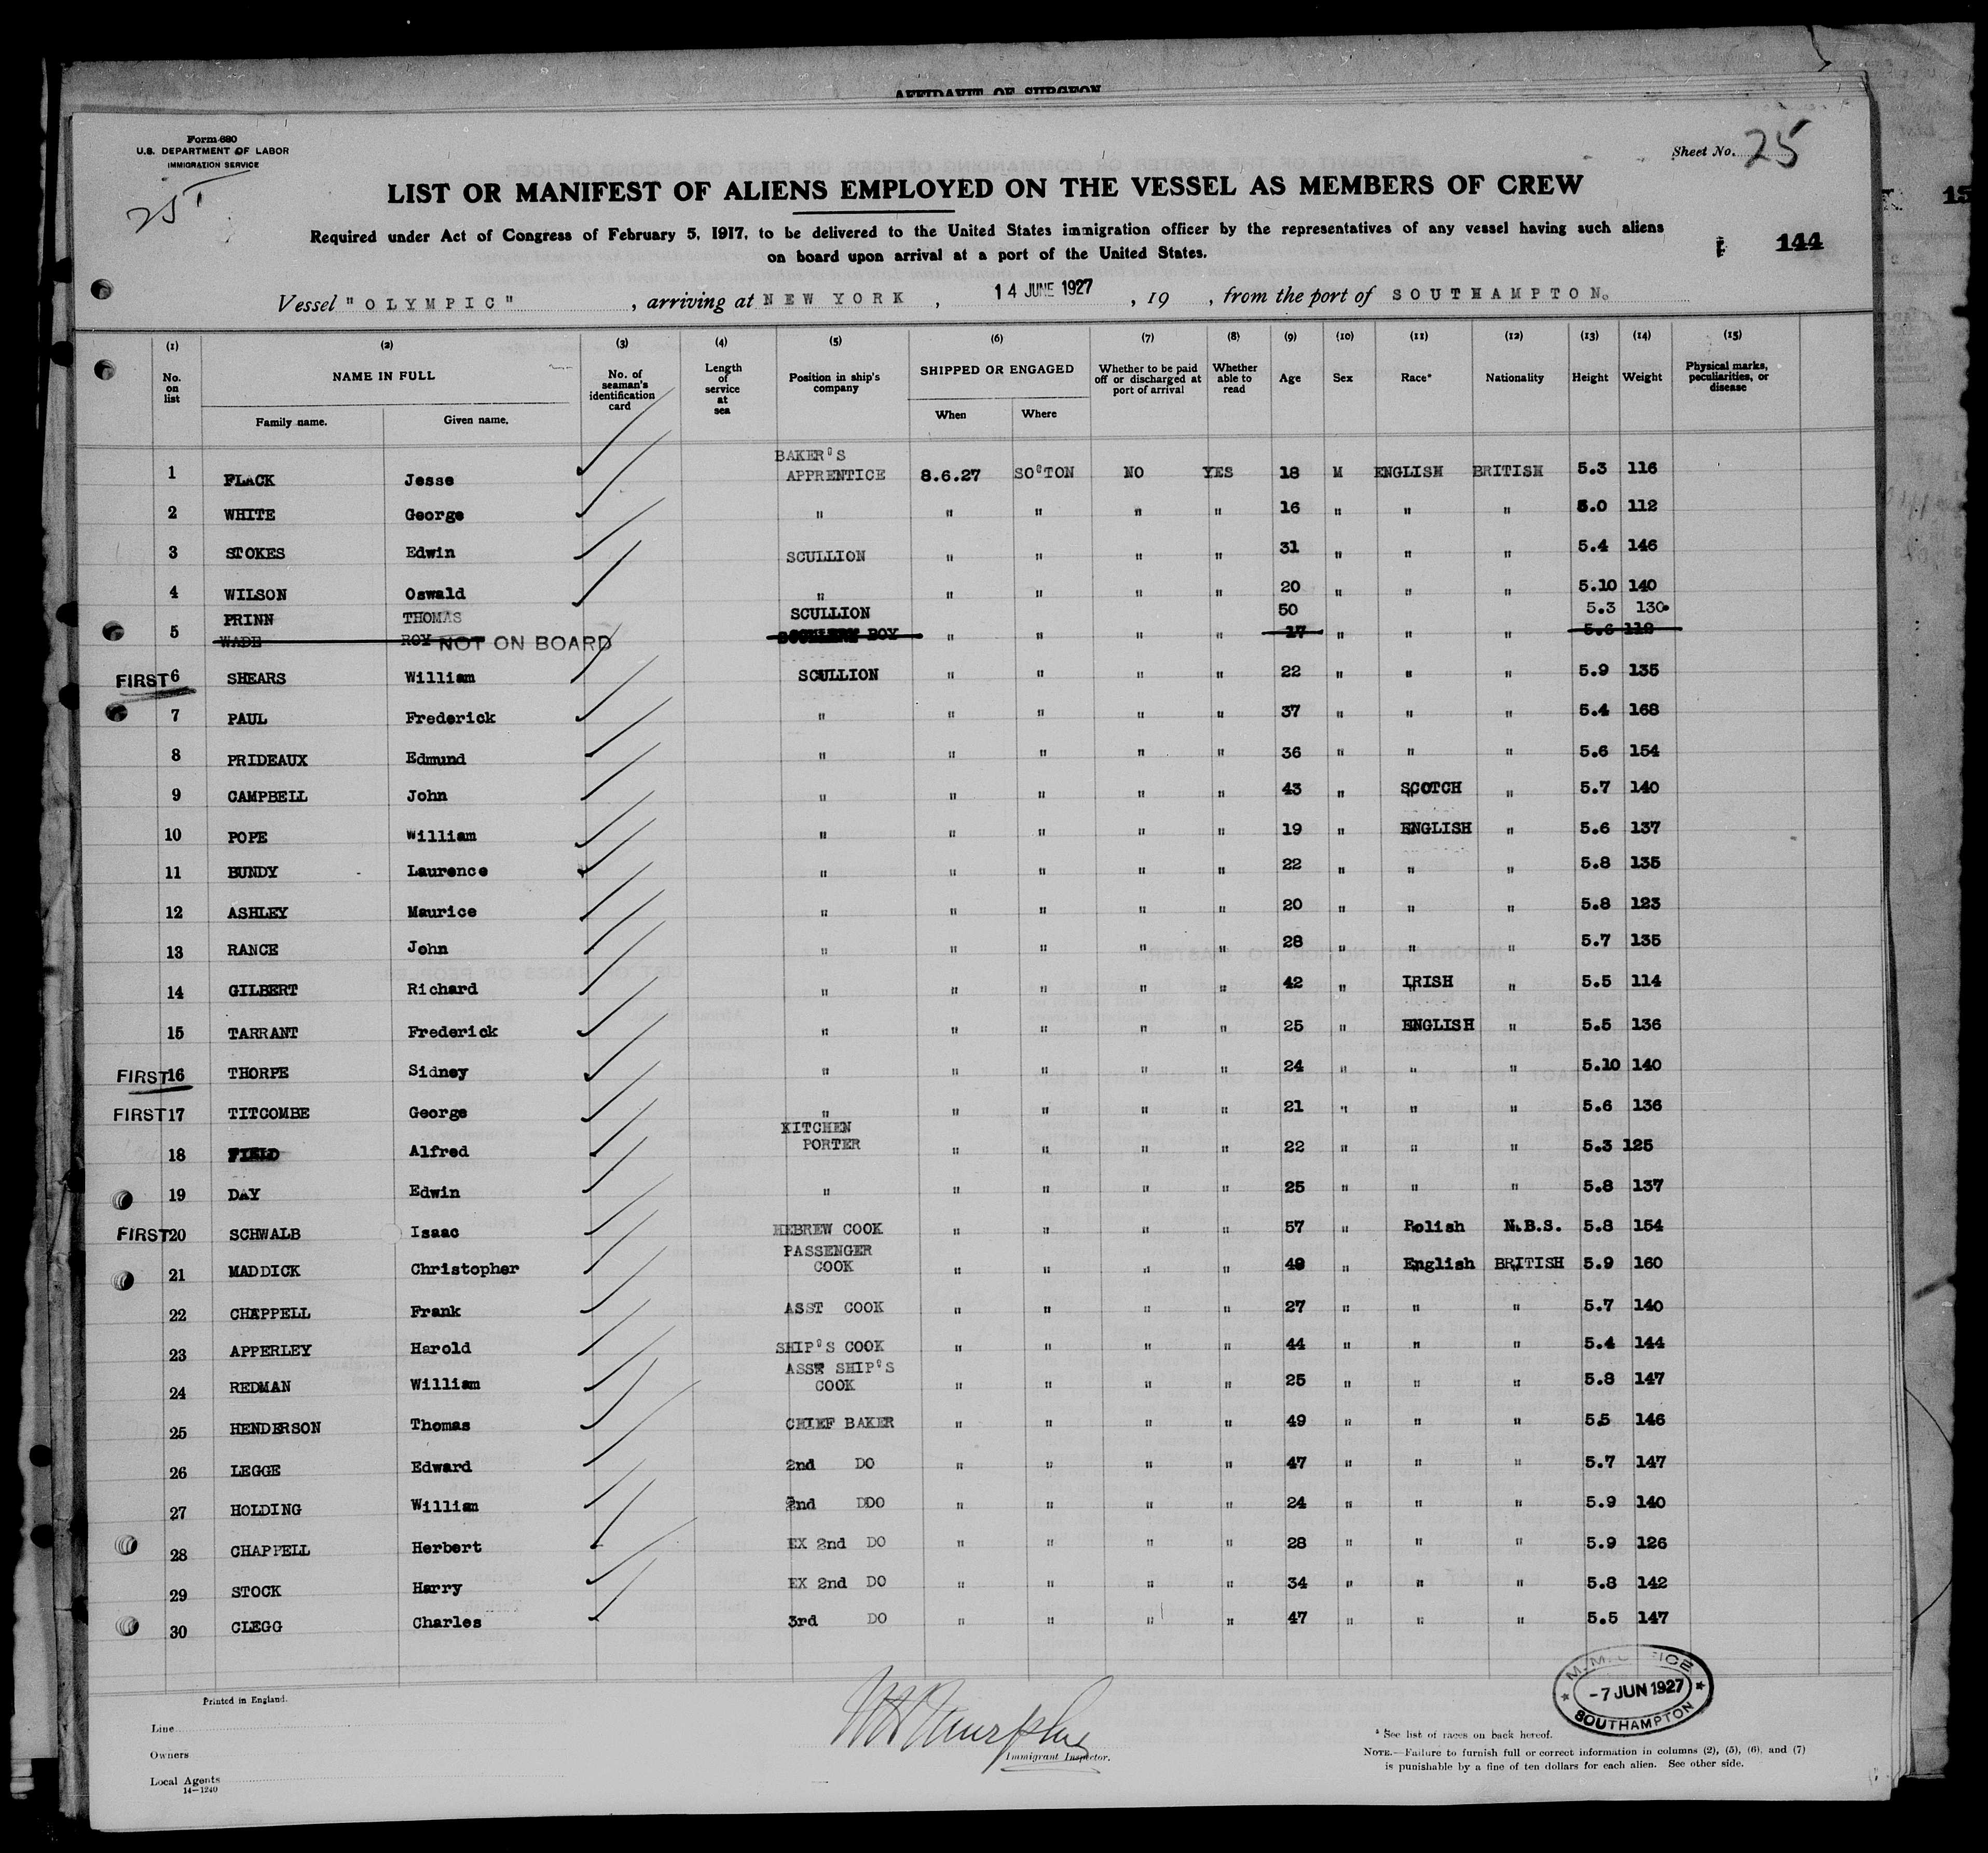 AFFIDAVIT OF SURGEON
Form 680
U.S. DEPARTMENT OF LABOR
IMMIGRATION SERVICE
25
Sheet No. 25
LIST OR MANIFEST OF ALIENS EMPLOYED ON THE VESSEL AS MEMBERS OF CREW
Required under Act of Congress of February 5, 1917, to be delivered to the United States immigration officer by the representatives of any vessel having such aliens
on board upon arrival at a port of the United States.
144
15
Vessel "OLYMPIC", arriving at NEW YORK, 14 JUNE 1927, 19 , from the port of SOUTHAMPTON.
(1) (2) (3) (4) (5) (6) (7) (8) (9) (10) (11) (12) (13) (14) (15)
No. on list NAME IN FULL No. of seaman's identification card Length of service at sea Position in ship's company SHIPPED OR ENGAGED Whether to be paid off or discharged at port of arrival Whether able to read Age Sex Race* Nationality Height Weight Physical marks, peculiarities, or disease
Family name. Given name. When Where
1 FLACK Jesse BAKER'S APPRENTICE 8.6.27 SO'TON NO YES 18 M ENGLISH BRITISH 5.3 116
2 WHITE George " " " " " 16 " " " 5.0 112
3 STOKES Edwin SCULLION " " " " 31 " " " 5.4 146
4 WILSON Oswald " " " " " 20 " " " 5.10 140
PRINN THOMAS SCULLION 50 5.3 130
5 WADE ROY NOT ON BOARD SCULLERY BOY " " " " 17 " " " 5.6 112
FIRST 6 SHEARS William SCULLION " " " " 22 " " " 5.9 135
7 PAUL Frederick " " " " " 37 " " " 5.4 168
8 PRIDEAUX Edmund " " " " " 36 " " " 5.6 154
9 CAMPBELL John " " " " " 43 " SCOTCH " 5.7 140
10 POPE William " " " " " 19 " ENGLISH " 5.6 137
11 BUNDY Laurence " " " " " 22 " " " 5.8 135
12 ASHLEY Maurice " " " " " 20 " " " 5.8 123
13 RANCE John " " " " " 28 " " " 5.7 135
14 GILBERT Richard " " " " " 42 " IRISH " 5.5 114
15 TARRANT Frederick " " " " " 25 " ENGLISH " 5.5 136
FIRST 16 THORPE Sidney " " " " " 24 " " " 5.10 140
FIRST 17 TITCOMBE George " " " " " 21 " " " 5.6 136
18 FIELD Alfred KITCHEN PORTER " " " " 22 " " " 5.3 125
19 DAY Edwin " " " " " 25 " " " 5.8 137
FIRST 20 SCHWALB Isaac HEBREW COOK " " " " 57 " Polish N.B.S. 5.8 154
21 MADDICK Christopher PASSENGER COOK " " " " 48 " English BRITISH 5.9 160
22 CHAPPELL Frank ASST COOK " " " " 27 " " " 5.7 140
23 APPERLEY Harold SHIP'S COOK " " " " 44 " " " 5.4 144
24 REDMAN William ASST SHIP'S COOK " " " " 25 " " " 5.8 147
25 HENDERSON Thomas CHIEF BAKER " " " " 49 " " " 5.5 146
26 LEGGE Edward 2nd DO " " " " 47 " " " 5.7 147
27 HOLDING William 2nd DDO " " " " 24 " " " 5.9 140
28 CHAPPELL Herbert EX 2nd DO " " " " 28 " " " 5.9 126
29 STOCK Harry EX 2nd DO " " " " 34 " " " 5.8 142
30 CLEGG Charles 3rd DO " " " " 47 " " " 5.5 147
Printed in England.
Line
Owners
Local Agents
14—1240
Murphy
Immigrant Inspector.
-7 JUN 1927
SOUTHAMPTON
* See list of races on back hereof.
NOTE.—Failure to furnish full or correct information in columns (2), (5), (6), and (7)
is punishable by a fine of ten dollars for each alien. See other side.